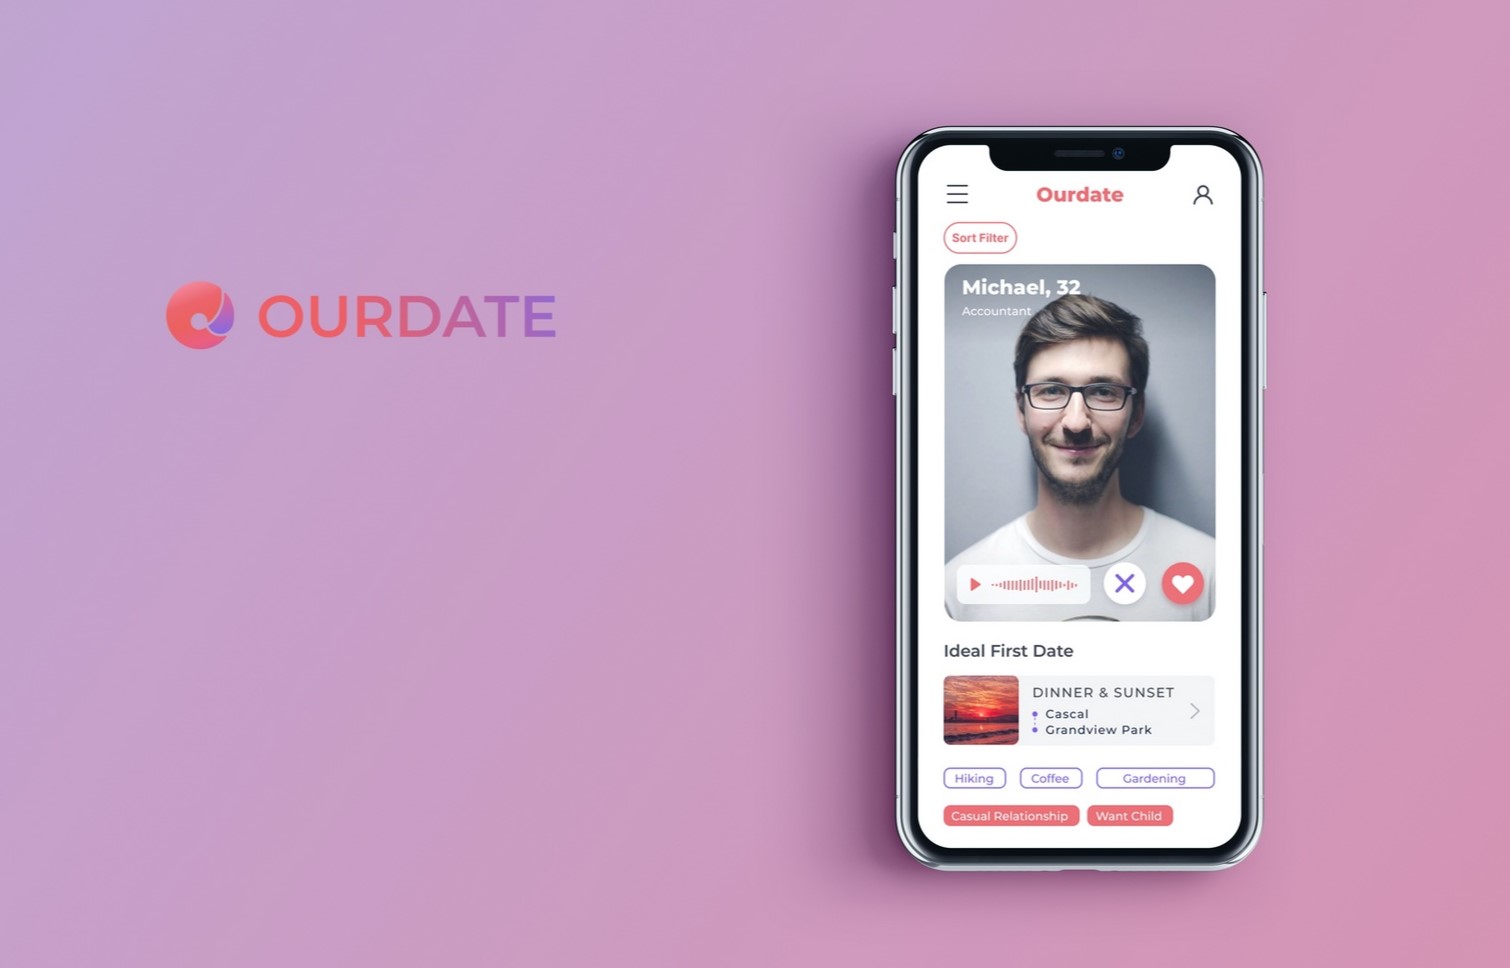 OURDATE
Ourdate
Sort Filter
Michael, 32
Accountant
Ideal First Date
DINNER & SUNSET
Cascal
Grandview Park
Hiking
Coffee
Gardening
Casual Relationship
Want Child